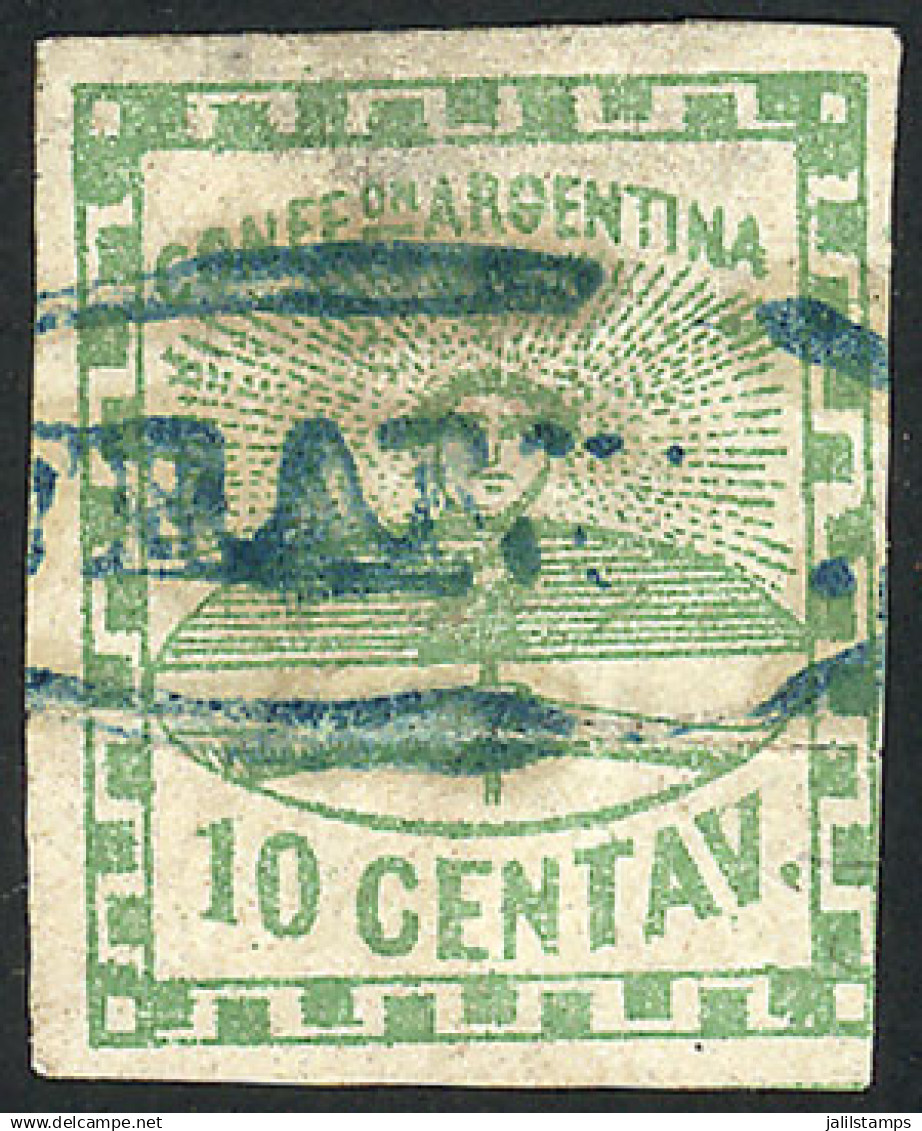 CONFEON ARGENTINA
10 CENTAV.
www.delcampe.net
jalilstamps